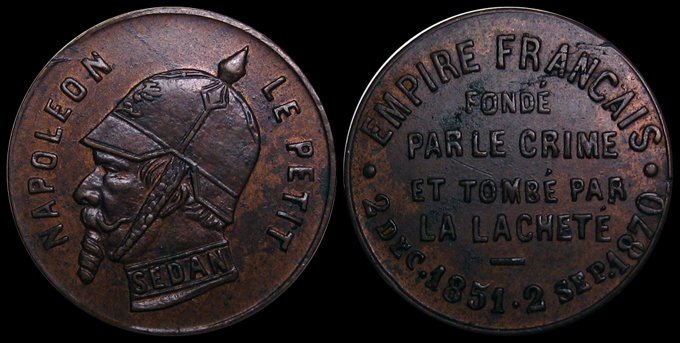 NAPOLEON LE PETIT
SEDAN
EMPIRE FRANÇAIS
FONDÉ
PAR LE CRIME
ET TOMBÉ PAR
LA LACHETÉ
2 DEC. 1851 · 2 SEP. 1870